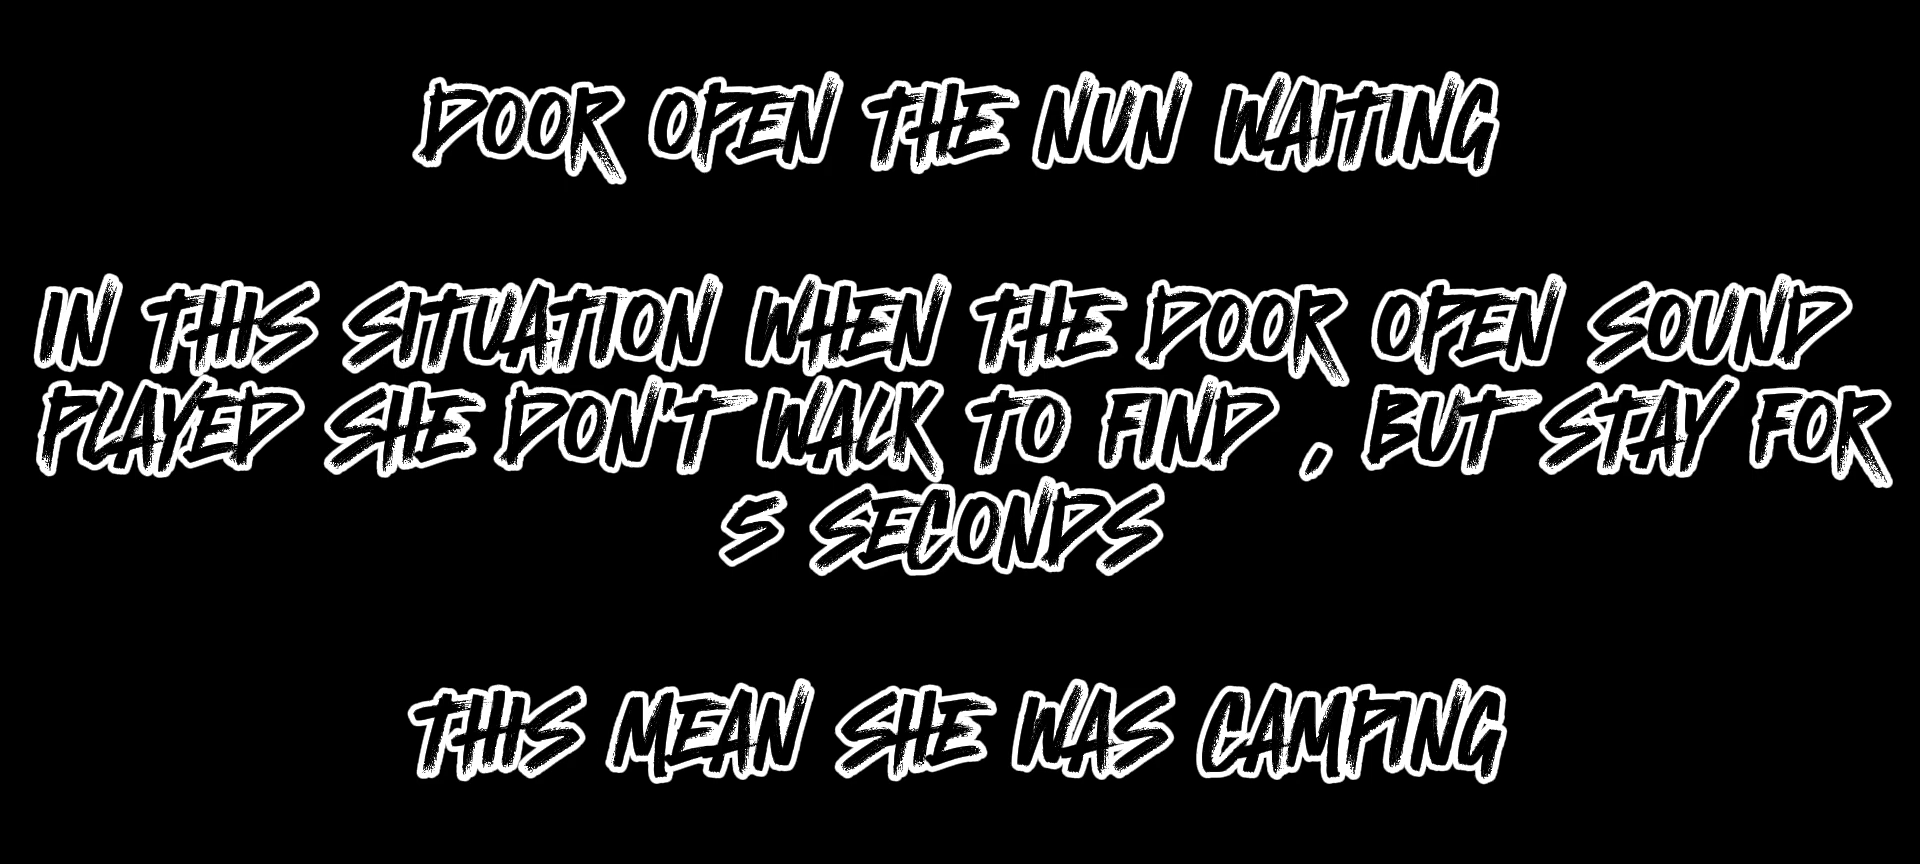 DOOR OPEN THE NUN WAITING
IN THIS SITUATION WHEN THE DOOR OPEN SOUND
PLAYED SHE DON'T WALK TO FIND , BUT STAY FOR
5 SECONDS
THIS MEAN SHE WAS CAMPING